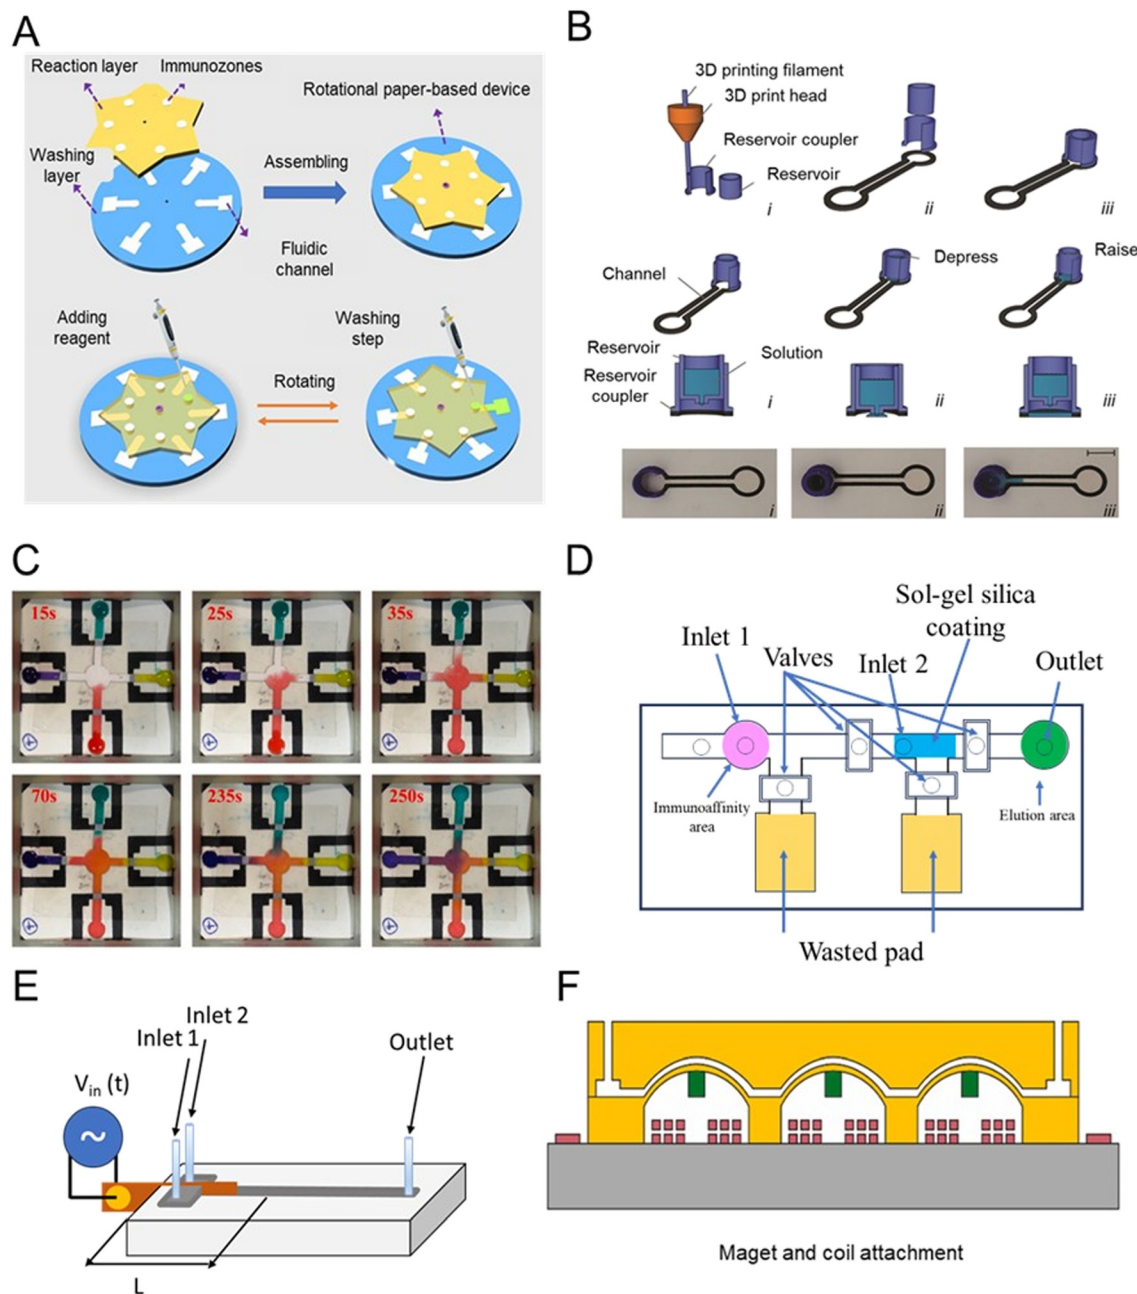 A
Reaction layer
Immunozones
Rotational paper-based device
Washing
layer
Assembling
Fluidic
channel
Adding
reagent
Washing
step
Rotating
B
3D printing filament
3D print head
Reservoir coupler
Reservoir
i
ii
iii
Channel
Depress
Raise
Reservoir
Reservoir
coupler
Solution
i
ii
iii
i
ii
iii
C
15s
25s
35s
70s
235s
250s
D
Sol-gel silica
coating
Inlet 1
Valves
Inlet 2
Outlet
Immunoaffinity
area
Elution area
Wasted pad
E
Inlet 2
Inlet 1
Outlet
Vin (t)
~
L
F
Maget and coil attachment